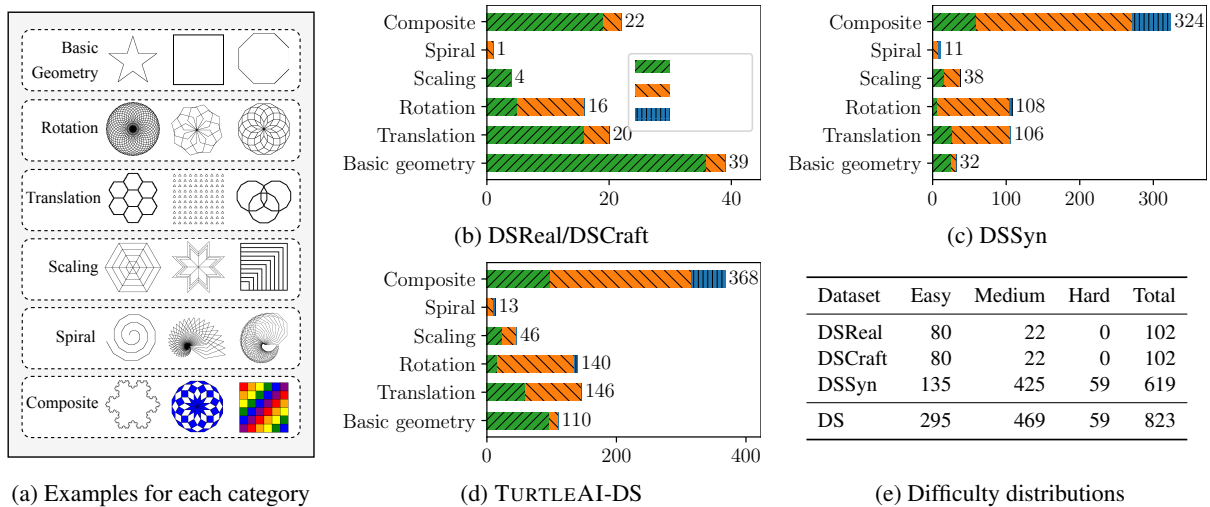 Basic
Geometry
Rotation
Translation
Scaling
Spiral
Composite
(a) Examples for each category
Composite 22
Spiral 1
Scaling 4
Rotation 16
Translation 20
Basic geometry 39
0 20 40
(b) DSReal/DSCraft
Composite 324
Spiral 11
Scaling 38
Rotation 108
Translation 106
Basic geometry 32
0 100 200 300
(c) DSSyn
Composite 368
Spiral 13
Scaling 46
Rotation 140
Translation 146
Basic geometry 110
0 200 400
(d) TURTLEAI-DS
Dataset Easy Medium Hard Total
DSReal 80 22 0 102
DSCraft 80 22 0 102
DSSyn 135 425 59 619
DS 295 469 59 823
(e) Difficulty distributions